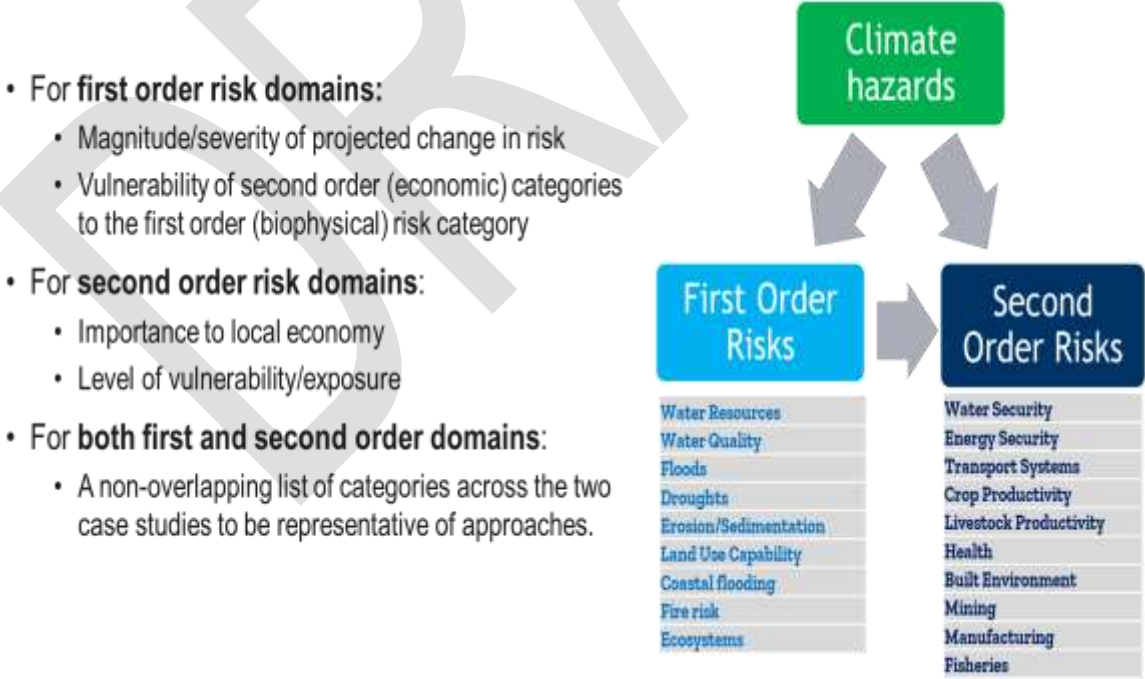 • For first order risk domains:
• Magnitude/severity of projected change in risk
• Vulnerability of second order (economic) categories
to the first order (biophysical) risk category
• For second order risk domains:
• Importance to local economy
• Level of vulnerability/exposure
• For both first and second order domains:
• A non-overlapping list of categories across the two
case studies to be representative of approaches.
Climate
hazards
First Order
Risks
Water Resources
Water Quality
Floods
Droughts
Erosion/Sedimentation
Land Use Capability
Coastal flooding
Fire risk
Ecosystems
Second
Order Risks
Water Security
Energy Security
Transport Systems
Crop Productivity
Livestock Productivity
Health
Built Environment
Mining
Manufacturing
Fisheries